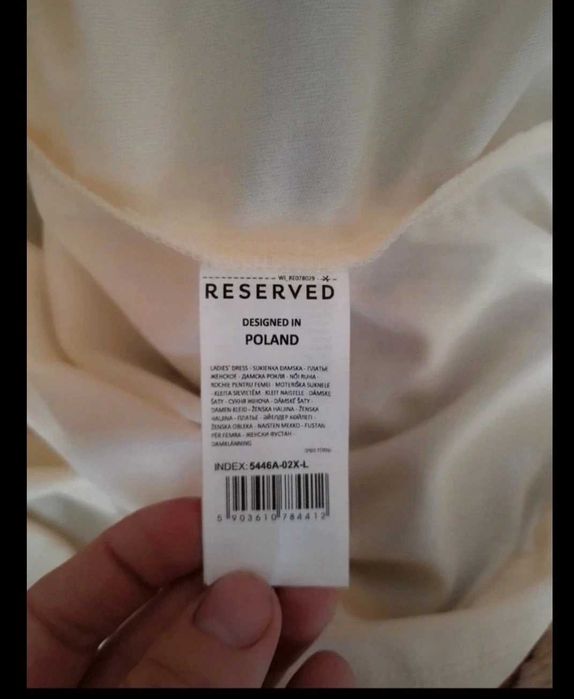 WI_RE078029
RESERVED
DESIGNED IN
POLAND
LADIES' DRESS - SUKIENKA DAMSKA - ПЛАТЬЕ
ЖЕНСКОЕ - ДАМСКА РОКЛЯ - NŐI RUHA -
ROCHIE PENTRU FEMEI - MOTERIŠKA SUKNELĖ
- KLEITA SIEVIETĒM - KLEIT NAISTELE - DÁMSKE
ŠATY - СУКНЯ ЖІНОЧА - DÁMSKÉ ŠATY -
DAMEN-KLEID - ŽENSKA HALJINA - ŽENSKA
HALJINA - ПЛАТЬЕ - ӘЙЕЛДЕР КӨЙЛЕГІ -
ŽENSKA OBLEKA - NAISTEN MEKKO - FUSTAN
PËR FEMRA - ЖЕНСКИ ФУСТАН
DAMKLÄNNING
INDEX: 5446A-02X-L
5 903610 784412